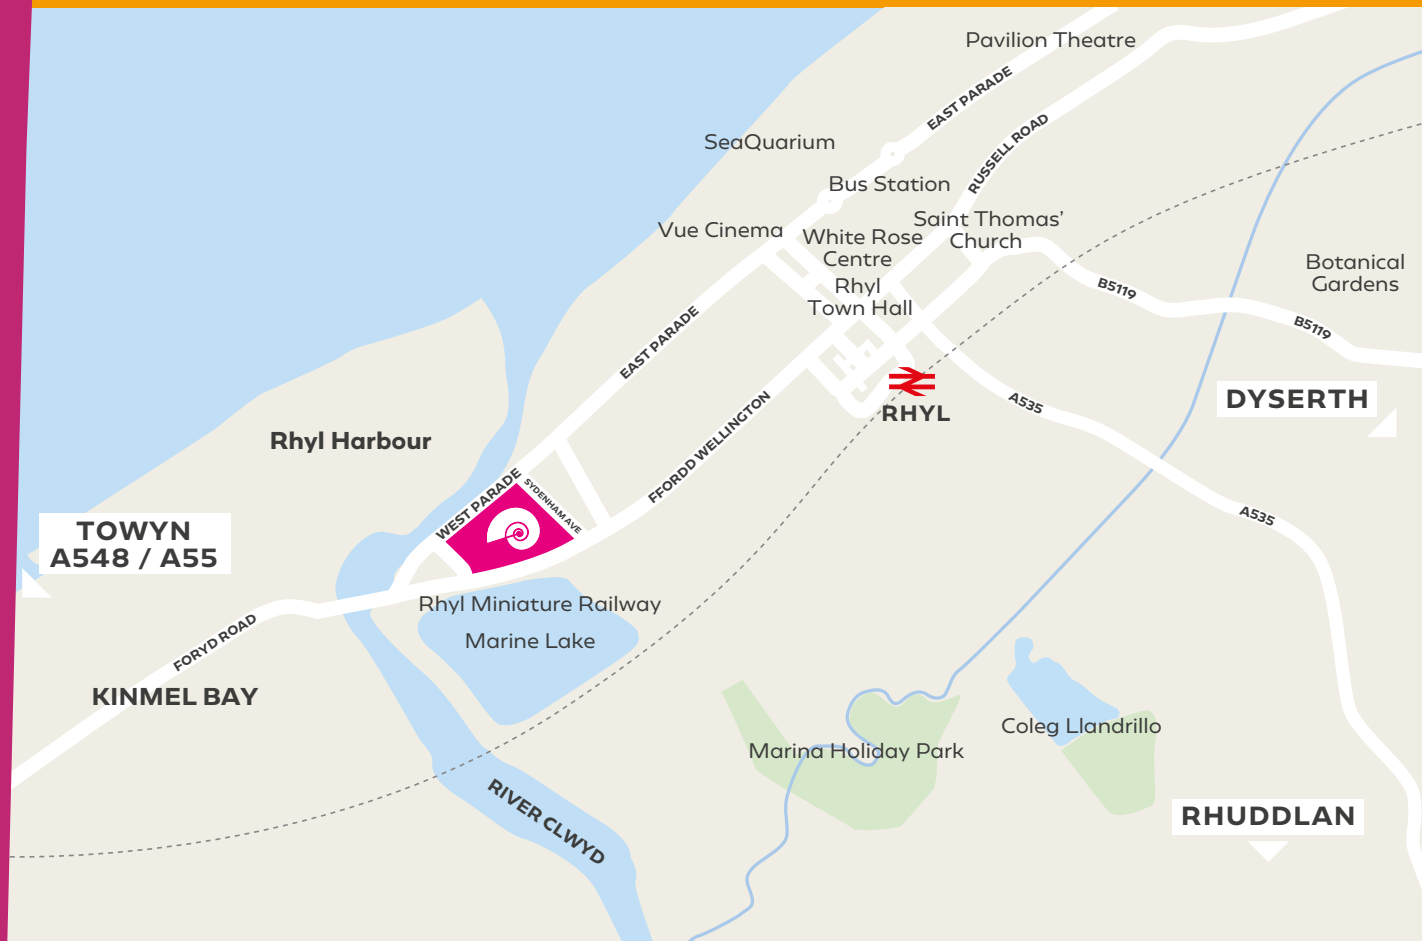 Pavilion Theatre
EAST PARADE
RUSSELL ROAD
SeaQuarium
Bus Station
Vue Cinema
White Rose
Centre
Saint Thomas’
Church
Rhyl
Town Hall
B5119
Botanical
Gardens
B5119
EAST PARADE
RHYL
A535
DYSERTH
FFORDD WELLINGTON
Rhyl Harbour
WEST PARADE
SYDENHAM AVE
A535
TOWYN
A548 / A55
Rhyl Miniature Railway
Marine Lake
FORYD ROAD
KINMEL BAY
Coleg Llandrillo
Marina Holiday Park
RIVER CLWYD
RHUDDLAN